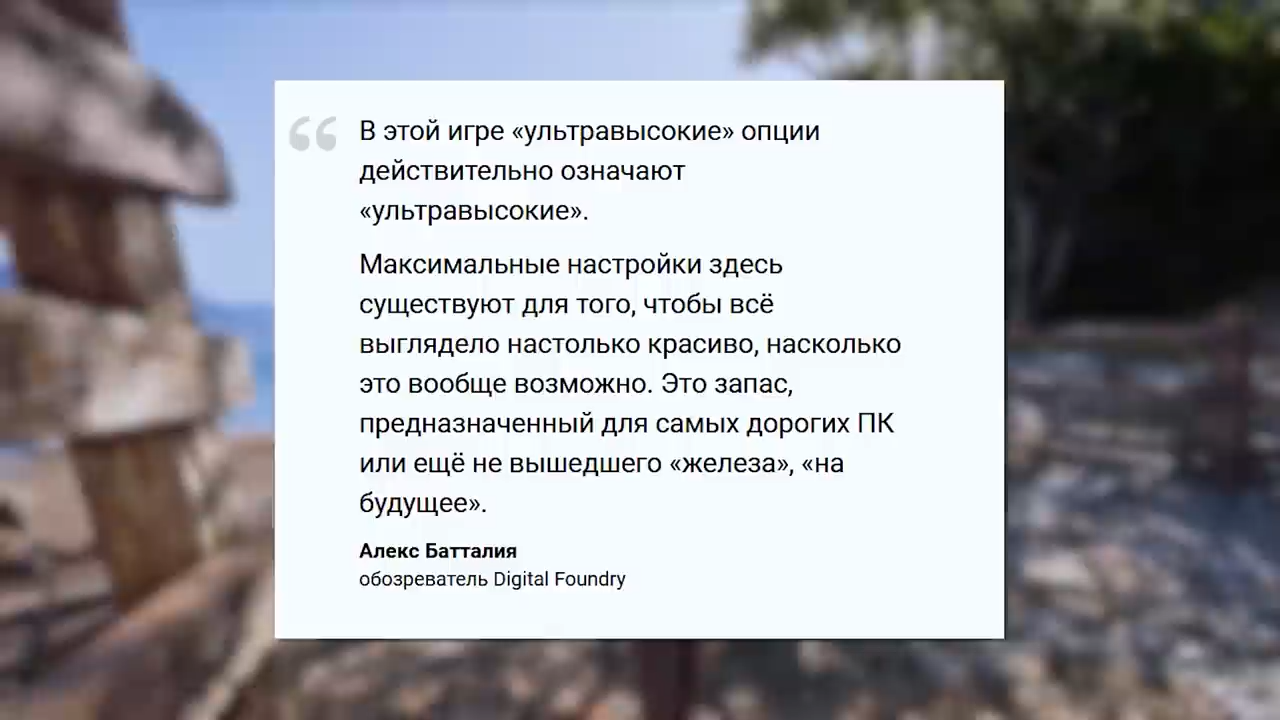 В этой игре «ультравысокие» опции
действительно означают
«ультравысокие».
Максимальные настройки здесь
существуют для того, чтобы всё
выглядело настолько красиво, насколько
это вообще возможно. Это запас,
предназначенный для самых дорогих ПК
или ещё не вышедшего «железа», «на
будущее».
Алекс Батталия
обозреватель Digital Foundry